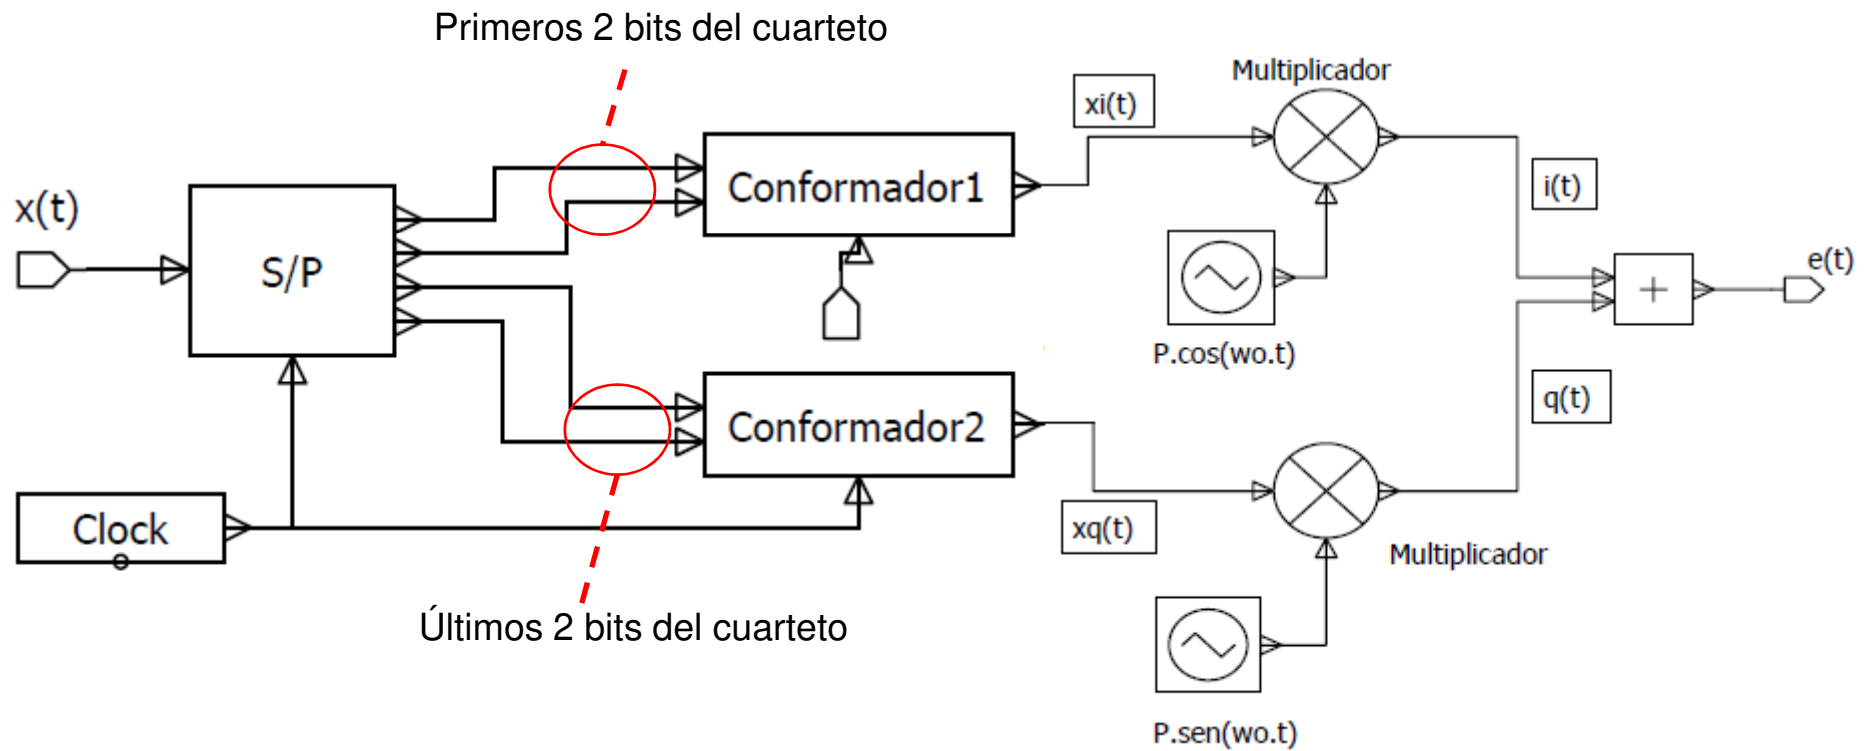 Primeros 2 bits del cuarteto
Multiplicador
xi(t)
x(t)
S/P
Conformador1
i(t)
P.cos(wo.t)
+
e(t)
q(t)
Conformador2
Clock
xq(t)
Multiplicador
Últimos 2 bits del cuarteto
P.sen(wo.t)